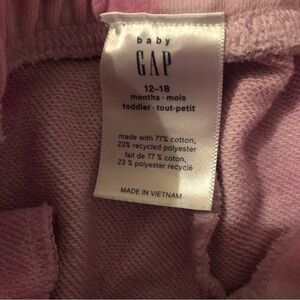 baby
GAP
12-18
months · mois
toddler · tout-petit
made with 77% cotton,
23% recycled polyester
fait de 77 % coton,
23 % polyester recyclé
MADE IN VIETNAM